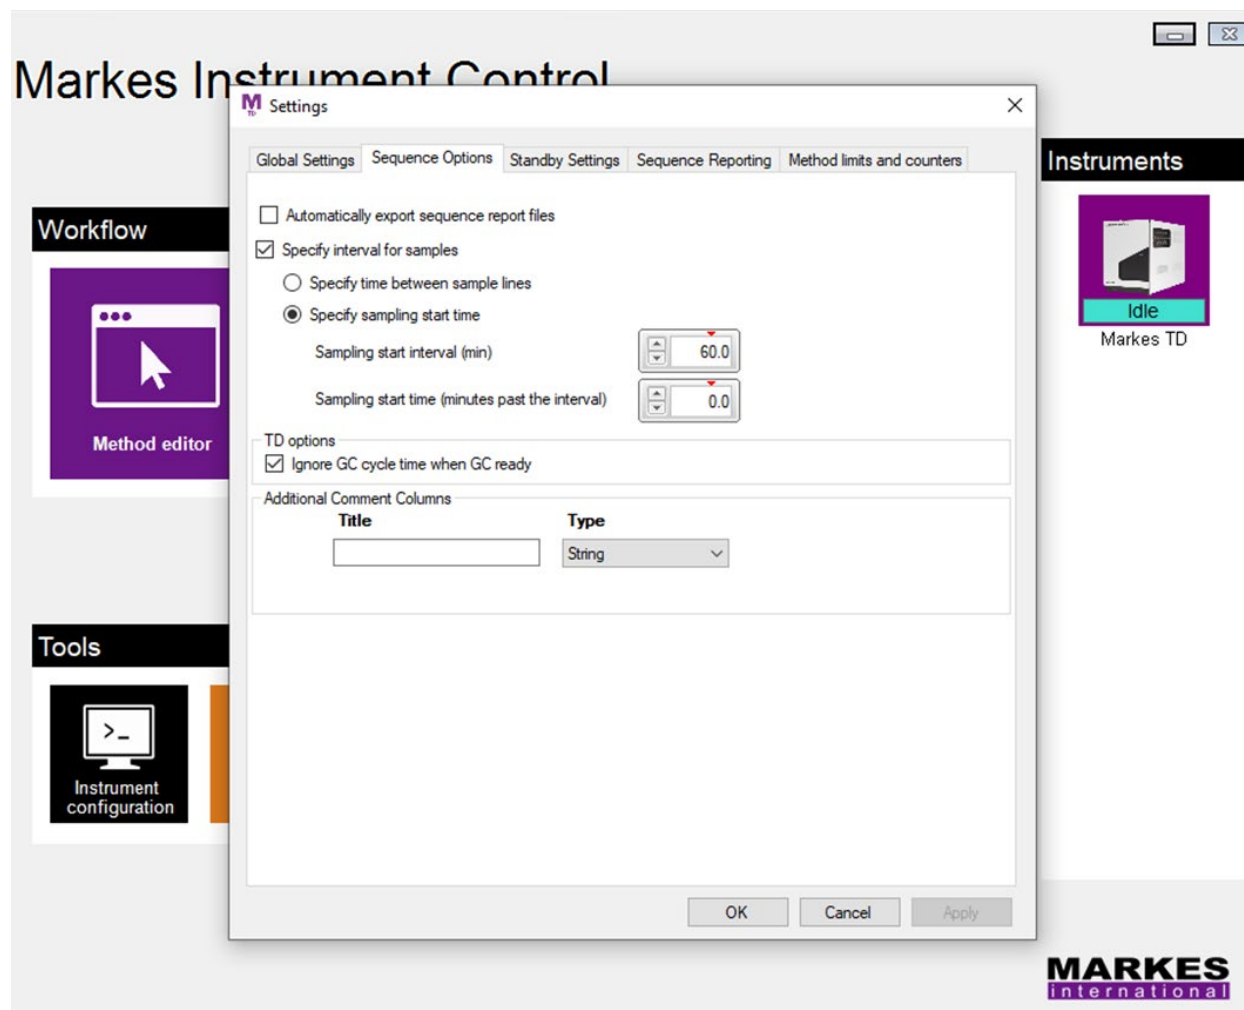 Markes Instrument Control
M
TD
Settings
Global Settings
Sequence Options
Standby Settings
Sequence Reporting
Method limits and counters
Automatically export sequence report files
Specify interval for samples
Specify time between sample lines
Specify sampling start time
Sampling start interval (min)
60.0
Sampling start time (minutes past the interval)
0.0
TD options
Ignore GC cycle time when GC ready
Additional Comment Columns
Title
Type
String
OK
Cancel
Apply
Workflow
Method editor
Tools
>_
Instrument
configuration
Instruments
Idle
Markes TD
MARKES
international